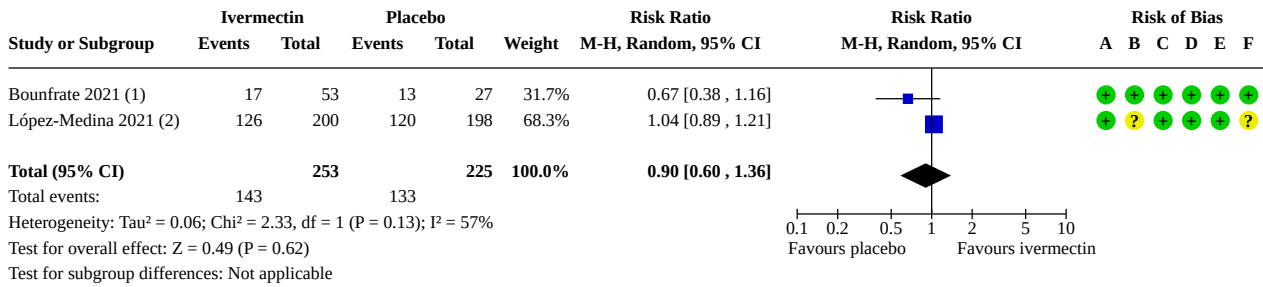 Ivermectin Placebo Risk Ratio Risk Ratio Risk of Bias
Study or Subgroup Events Total Events Total Weight M-H, Random, 95% CI M-H, Random, 95% CI A B C D E F
Bounfrate 2021 (1) 17 53 13 27 31.7% 0.67 [0.38 , 1.16] + + + + + +
López-Medina 2021 (2) 126 200 120 198 68.3% 1.04 [0.89 , 1.21] + ? + + + ?
Total (95% CI) 253 225 100.0% 0.90 [0.60 , 1.36]
Total events: 143 133
Heterogeneity: Tau² = 0.06; Chi² = 2.33, df = 1 (P = 0.13); I² = 57%
0.1 0.2 0.5 1 2 5 10
Test for overall effect: Z = 0.49 (P = 0.62) Favours placebo Favours ivermectin
Test for subgroup differences: Not applicable